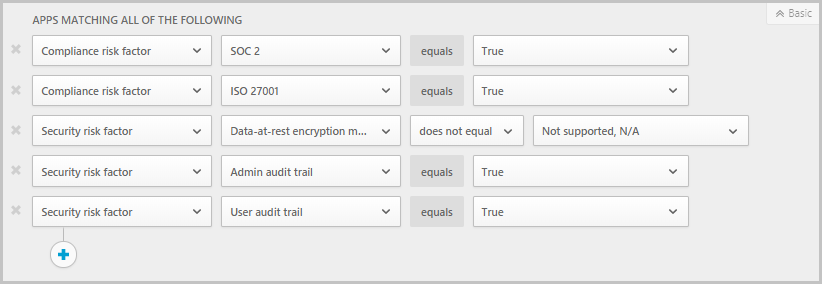 Basic
APPS MATCHING ALL OF THE FOLLOWING
Compliance risk factor SOC 2 equals True
Compliance risk factor ISO 27001 equals True
Security risk factor Data-at-rest encryption m... does not equal Not supported, N/A
Security risk factor Admin audit trail equals True
Security risk factor User audit trail equals True